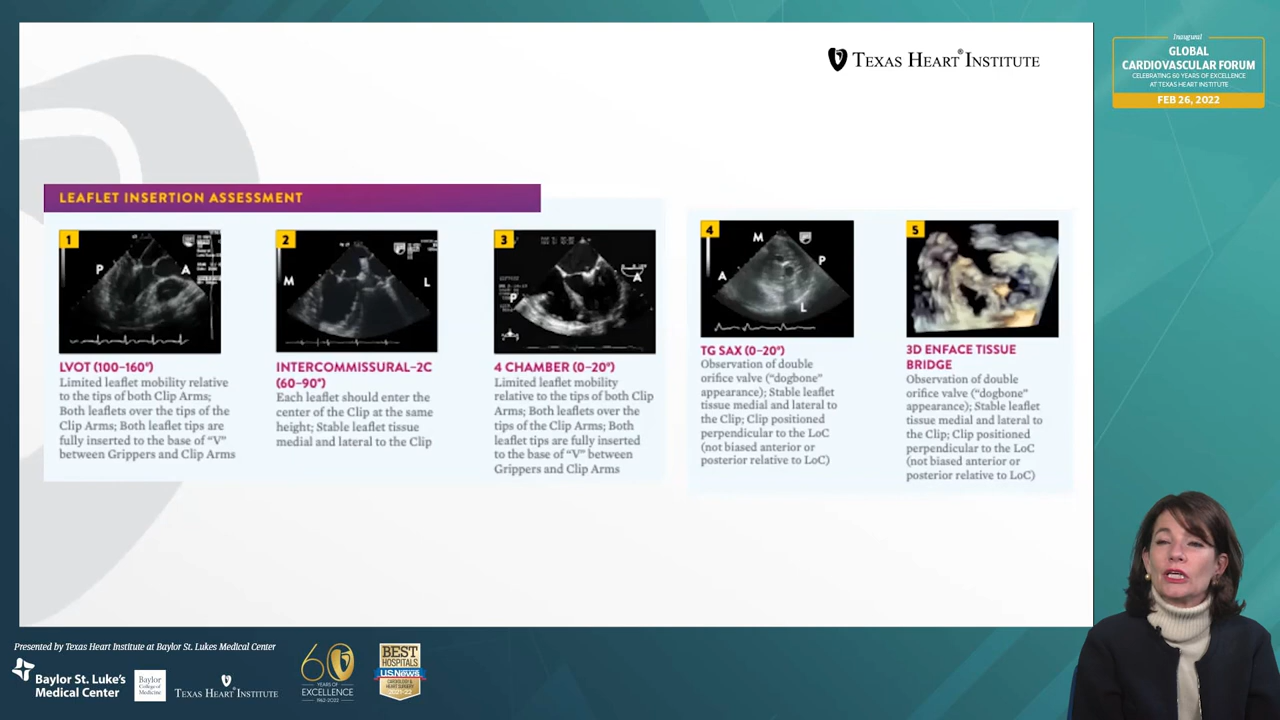 TEXAS HEART® INSTITUTE
Inaugural
GLOBAL
CARDIOVASCULAR FORUM
CELEBRATING 60 YEARS OF EXCELLENCE
AT TEXAS HEART INSTITUTE
FEB 26, 2022
LEAFLET INSERTION ASSESSMENT
1
P
A
LVOT (100–160°)
Limited leaflet mobility relative
to the tips of both Clip Arms;
Both leaflets over the tips of the
Clip Arms; Both leaflet tips are
fully inserted to the base of “V”
between Grippers and Clip Arms
2
M
L
INTERCOMMISSURAL–2C
(60–90°)
Each leaflet should enter the
center of the Clip at the same
height; Stable leaflet tissue
medial and lateral to the Clip
3
P
A
4 CHAMBER (0–20°)
Limited leaflet mobility
relative to the tips of both Clip
Arms; Both leaflets over the
tips of the Clip Arms; Both
leaflet tips are fully inserted
to the base of “V” between
Grippers and Clip Arms
4
M
A
P
L
TG SAX (0–20°)
Observation of double
orifice valve (“dogbone”
appearance); Stable leaflet
tissue medial and lateral to
the Clip; Clip positioned
perpendicular to the LoC
(not biased anterior or
posterior relative to LoC)
5
3D ENFACE TISSUE
BRIDGE
Observation of double
orifice valve (“dogbone”
appearance); Stable leaflet
tissue medial and lateral to
the Clip; Clip positioned
perpendicular to the LoC
(not biased anterior or
posterior relative to LoC)
Presented by Texas Heart Institute at Baylor St. Lukes Medical Center
Baylor St. Luke's
Medical Center
Baylor
College of
Medicine
TEXAS HEART® INSTITUTE
60
YEARS OF
EXCELLENCE
1962-2022
BEST
HOSPITALS
U.S.News
CARDIOLOGY &
HEART SURGERY